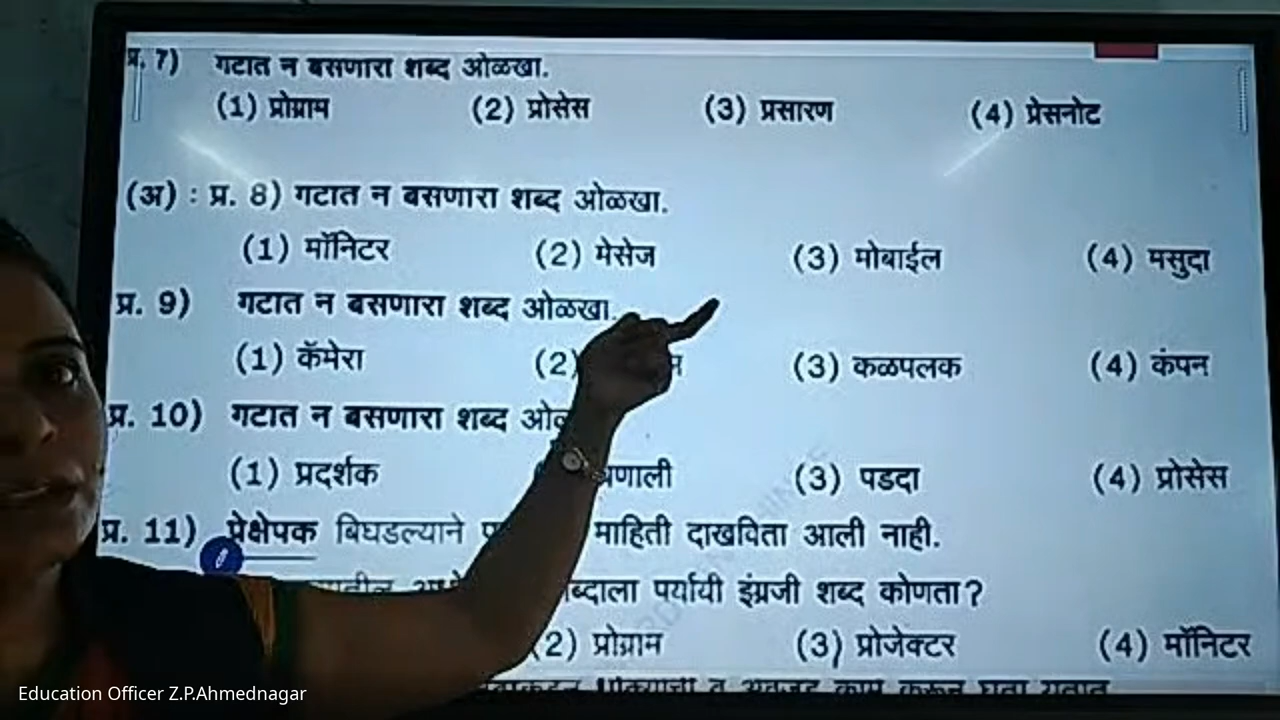 प्र. 7) गटात न बसणारा शब्द ओळखा.
(1) प्रोग्राम (2) प्रोसेस (3) प्रसारण (4) प्रेसनोट
(अ) : प्र. 8) गटात न बसणारा शब्द ओळखा.
(1) मॉनिटर (2) मेसेज (3) मोबाईल (4) मसुदा
प्र. 9) गटात न बसणारा शब्द ओळखा.
(1) कॅमेरा (2) (3) कळपलक (4) कंपन
प्र. 10) गटात न बसणारा शब्द
(1) प्रदर्शक (3) पडदा (4) प्रोसेस
प्र. 11) प्रेक्षेपक बिघडल्याने माहिती दाखविता आली नाही.
पर्यायी इंग्रजी शब्द कोणता?
(2) प्रोग्राम (3) प्रोजेक्टर (4) मॉनिटर
Education Officer Z.P.Ahmednagar